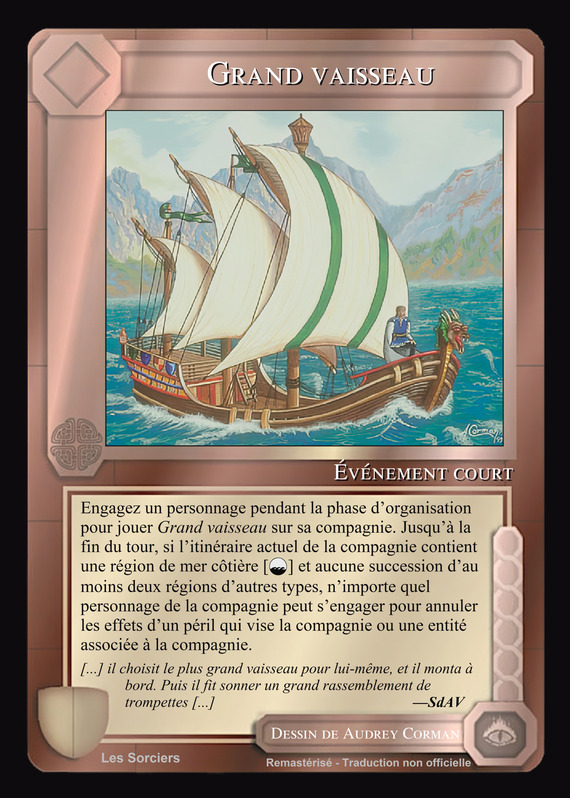 Grand vaisseau
Corman
Événement court
Engagez un personnage pendant la phase d'organisation
pour jouer Grand vaisseau sur sa compagnie. Jusqu'à la
fin du tour, si l'itinéraire actuel de la compagnie contient
une région de mer côtière [ ] et aucune succession d'au
moins deux régions d'autres types, n'importe quel
personnage de la compagnie peut s'engager pour annuler
les effets d'un péril qui vise la compagnie ou une entité
associée à la compagnie.
[...] il choisit le plus grand vaisseau pour lui-même, et il monta à
bord. Puis il fit sonner un grand rassemblement de
trompettes [...] —SdAV
Dessin de Audrey Corman
Les Sorciers
Remastérisé - Traduction non officielle